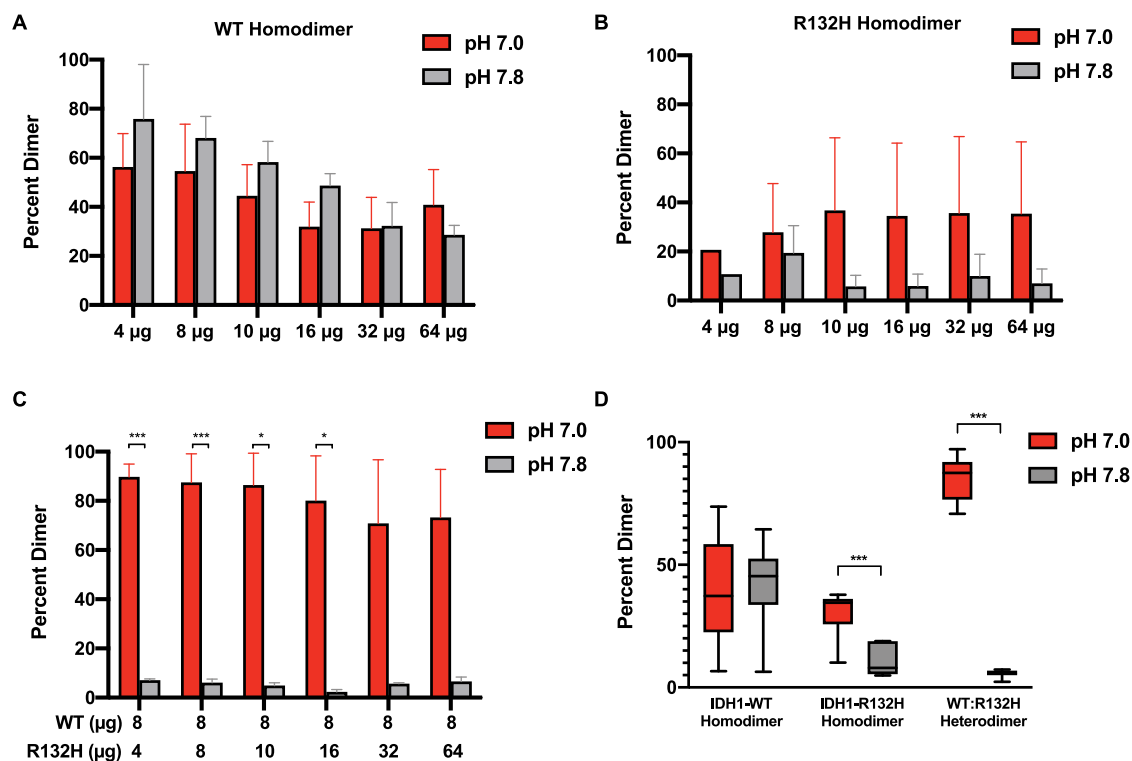 A
WT Homodimer
pH 7.0
pH 7.8
Percent Dimer
100
80
60
40
20
0
4 µg 8 µg 10 µg 16 µg 32 µg 64 µg
B
R132H Homodimer
pH 7.0
pH 7.8
Percent Dimer
100
80
60
40
20
0
4 µg 8 µg 10 µg 16 µg 32 µg 64 µg
C
pH 7.0
pH 7.8
*** *** * *
Percent Dimer
100
80
60
40
20
0
WT (µg) 8 8 8 8 8 8
R132H (µg) 4 8 10 16 32 64
D
pH 7.0
pH 7.8
***
***
Percent Dimer
100
50
0
IDH1-WT IDH1-R132H WT:R132H
Homodimer Homodimer Heterodimer